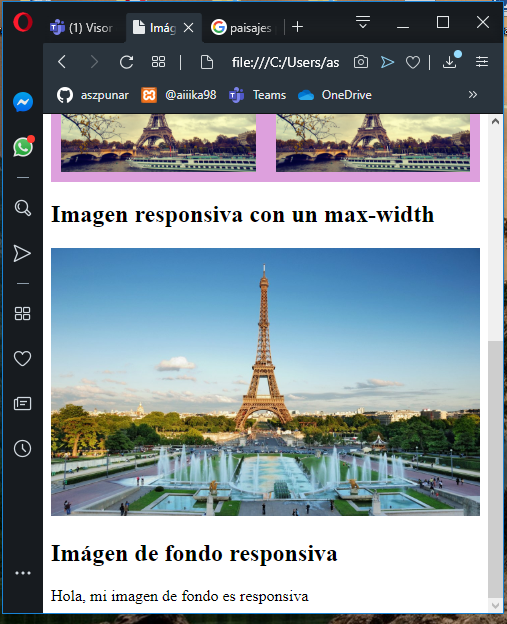 (1) Visor
Imág
paisajes
file:///C:/Users/as
aszpunar
@aiiika98
Teams
OneDrive
Imagen responsiva con un max-width
Imágen de fondo responsiva
Hola, mi imagen de fondo es responsiva